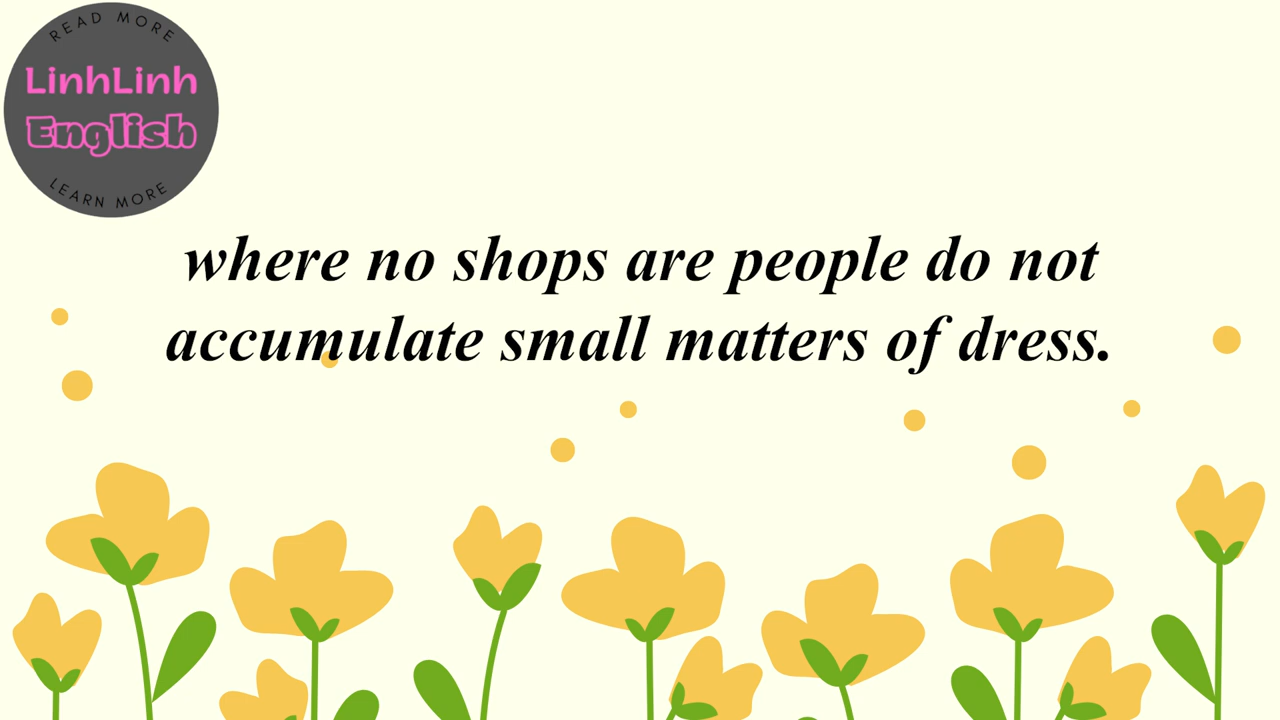 READ MORE
LinhLinh
English
LEARN MORE
where no shops are people do not
accumulate small matters of dress.